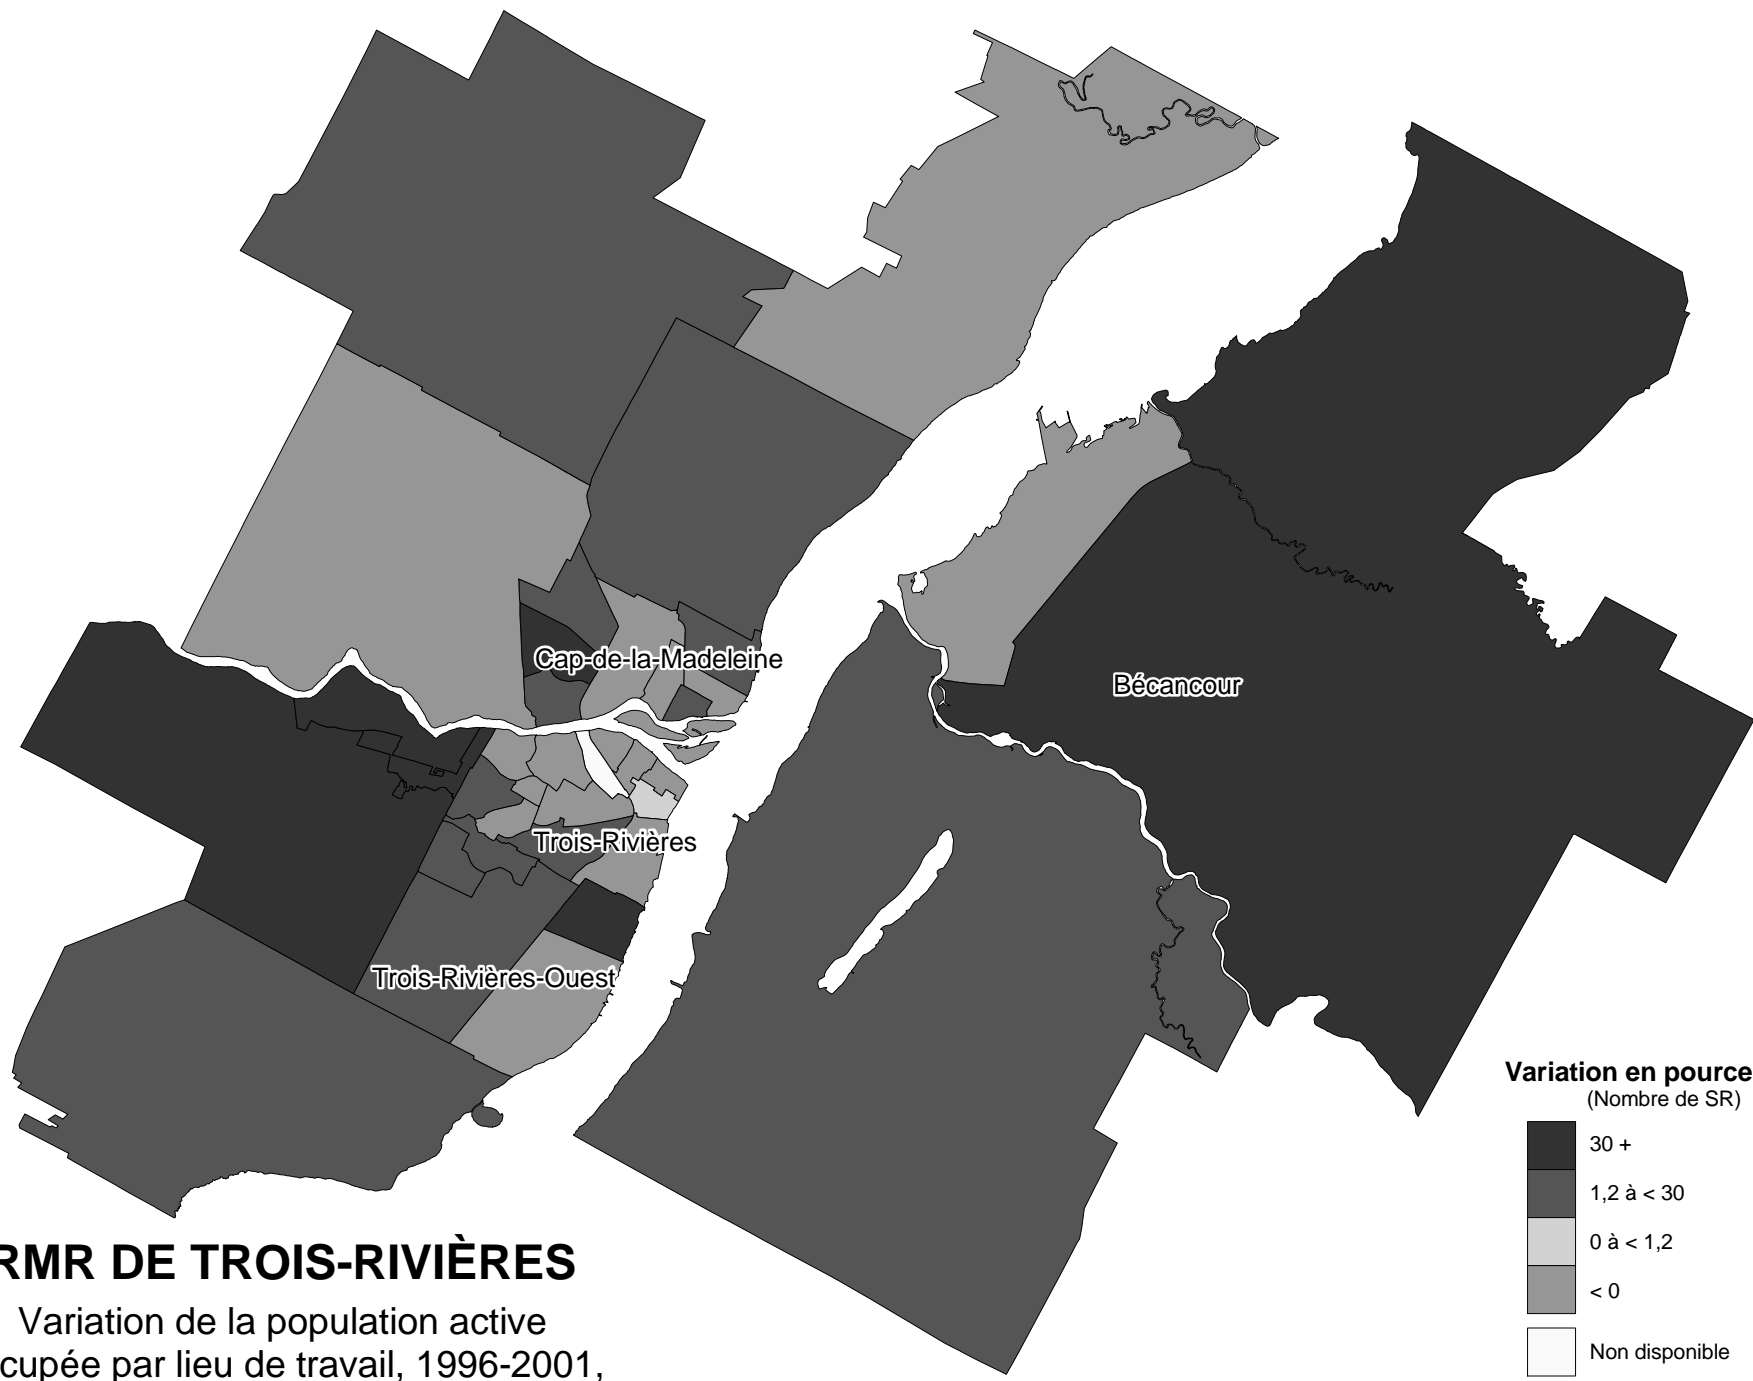 Cap-de-la-Madeleine
Bécancour
Trois-Rivières
Trois-Rivières-Ouest
Variation en pource
(Nombre de SR)
30 +
1,2 à < 30
0 à < 1,2
< 0
Non disponible
RMR DE TROIS-RIVIÈRES
Variation de la population active
cupée par lieu de travail, 1996-2001,